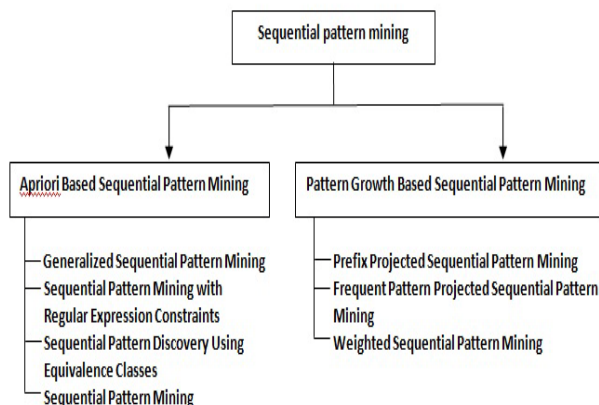 Sequential pattern mining
Apriori Based Sequential Pattern Mining
Pattern Growth Based Sequential Pattern Mining
Generalized Sequential Pattern Mining
Sequential Pattern Mining with
Regular Expression Constraints
Sequential Pattern Discovery Using
Equivalence Classes
Sequential Pattern Mining
Prefix Projected Sequential Pattern Mining
Frequent Pattern Projected Sequential Pattern
Mining
Weighted Sequential Pattern Mining